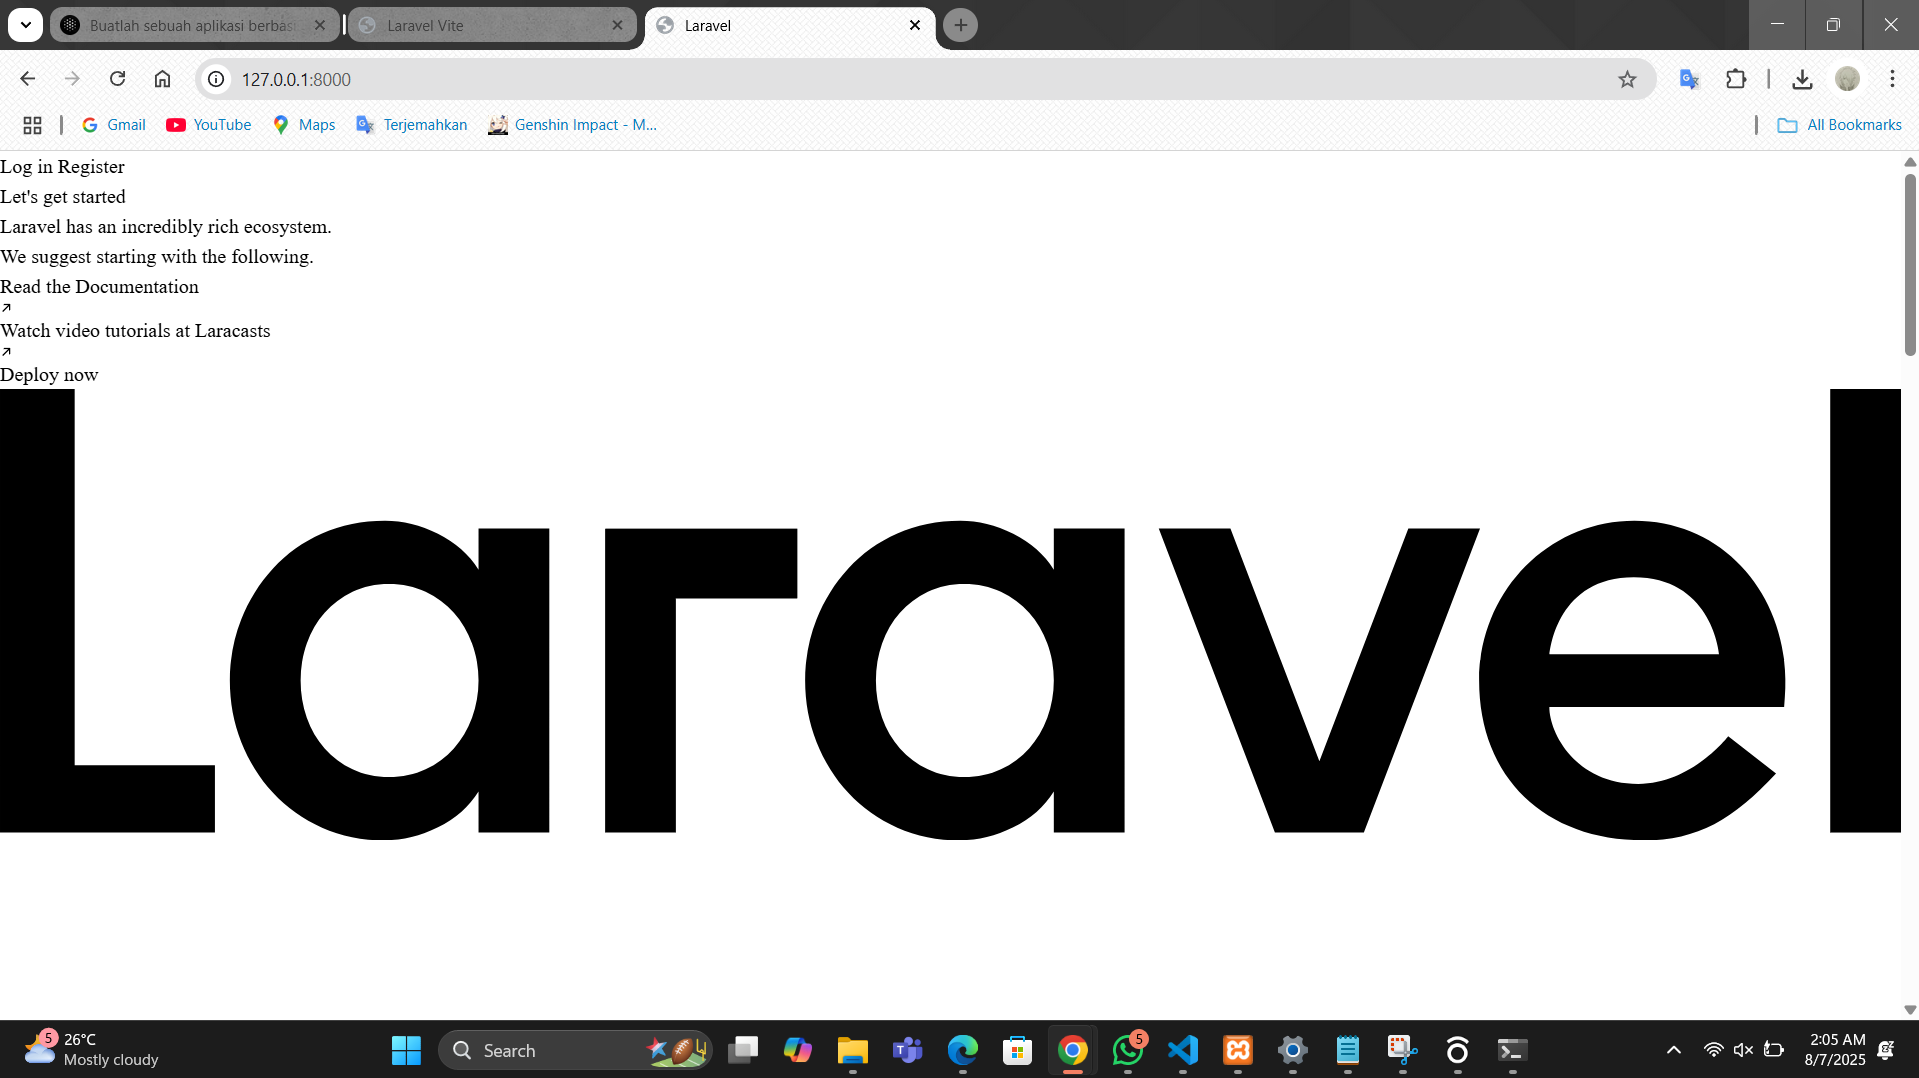 Buatlah sebuah aplikasi berbasi
Laravel Vite
Laravel
127.0.0.1:8000
Gmail
YouTube
Maps
Terjemahkan
Genshin Impact - M...
All Bookmarks
Log in Register
Let's get started
Laravel has an incredibly rich ecosystem.
We suggest starting with the following.
Read the Documentation
Watch video tutorials at Laracasts
Deploy now
Laravel
5
26°C
Mostly cloudy
Search
5
2:05 AM
8/7/2025